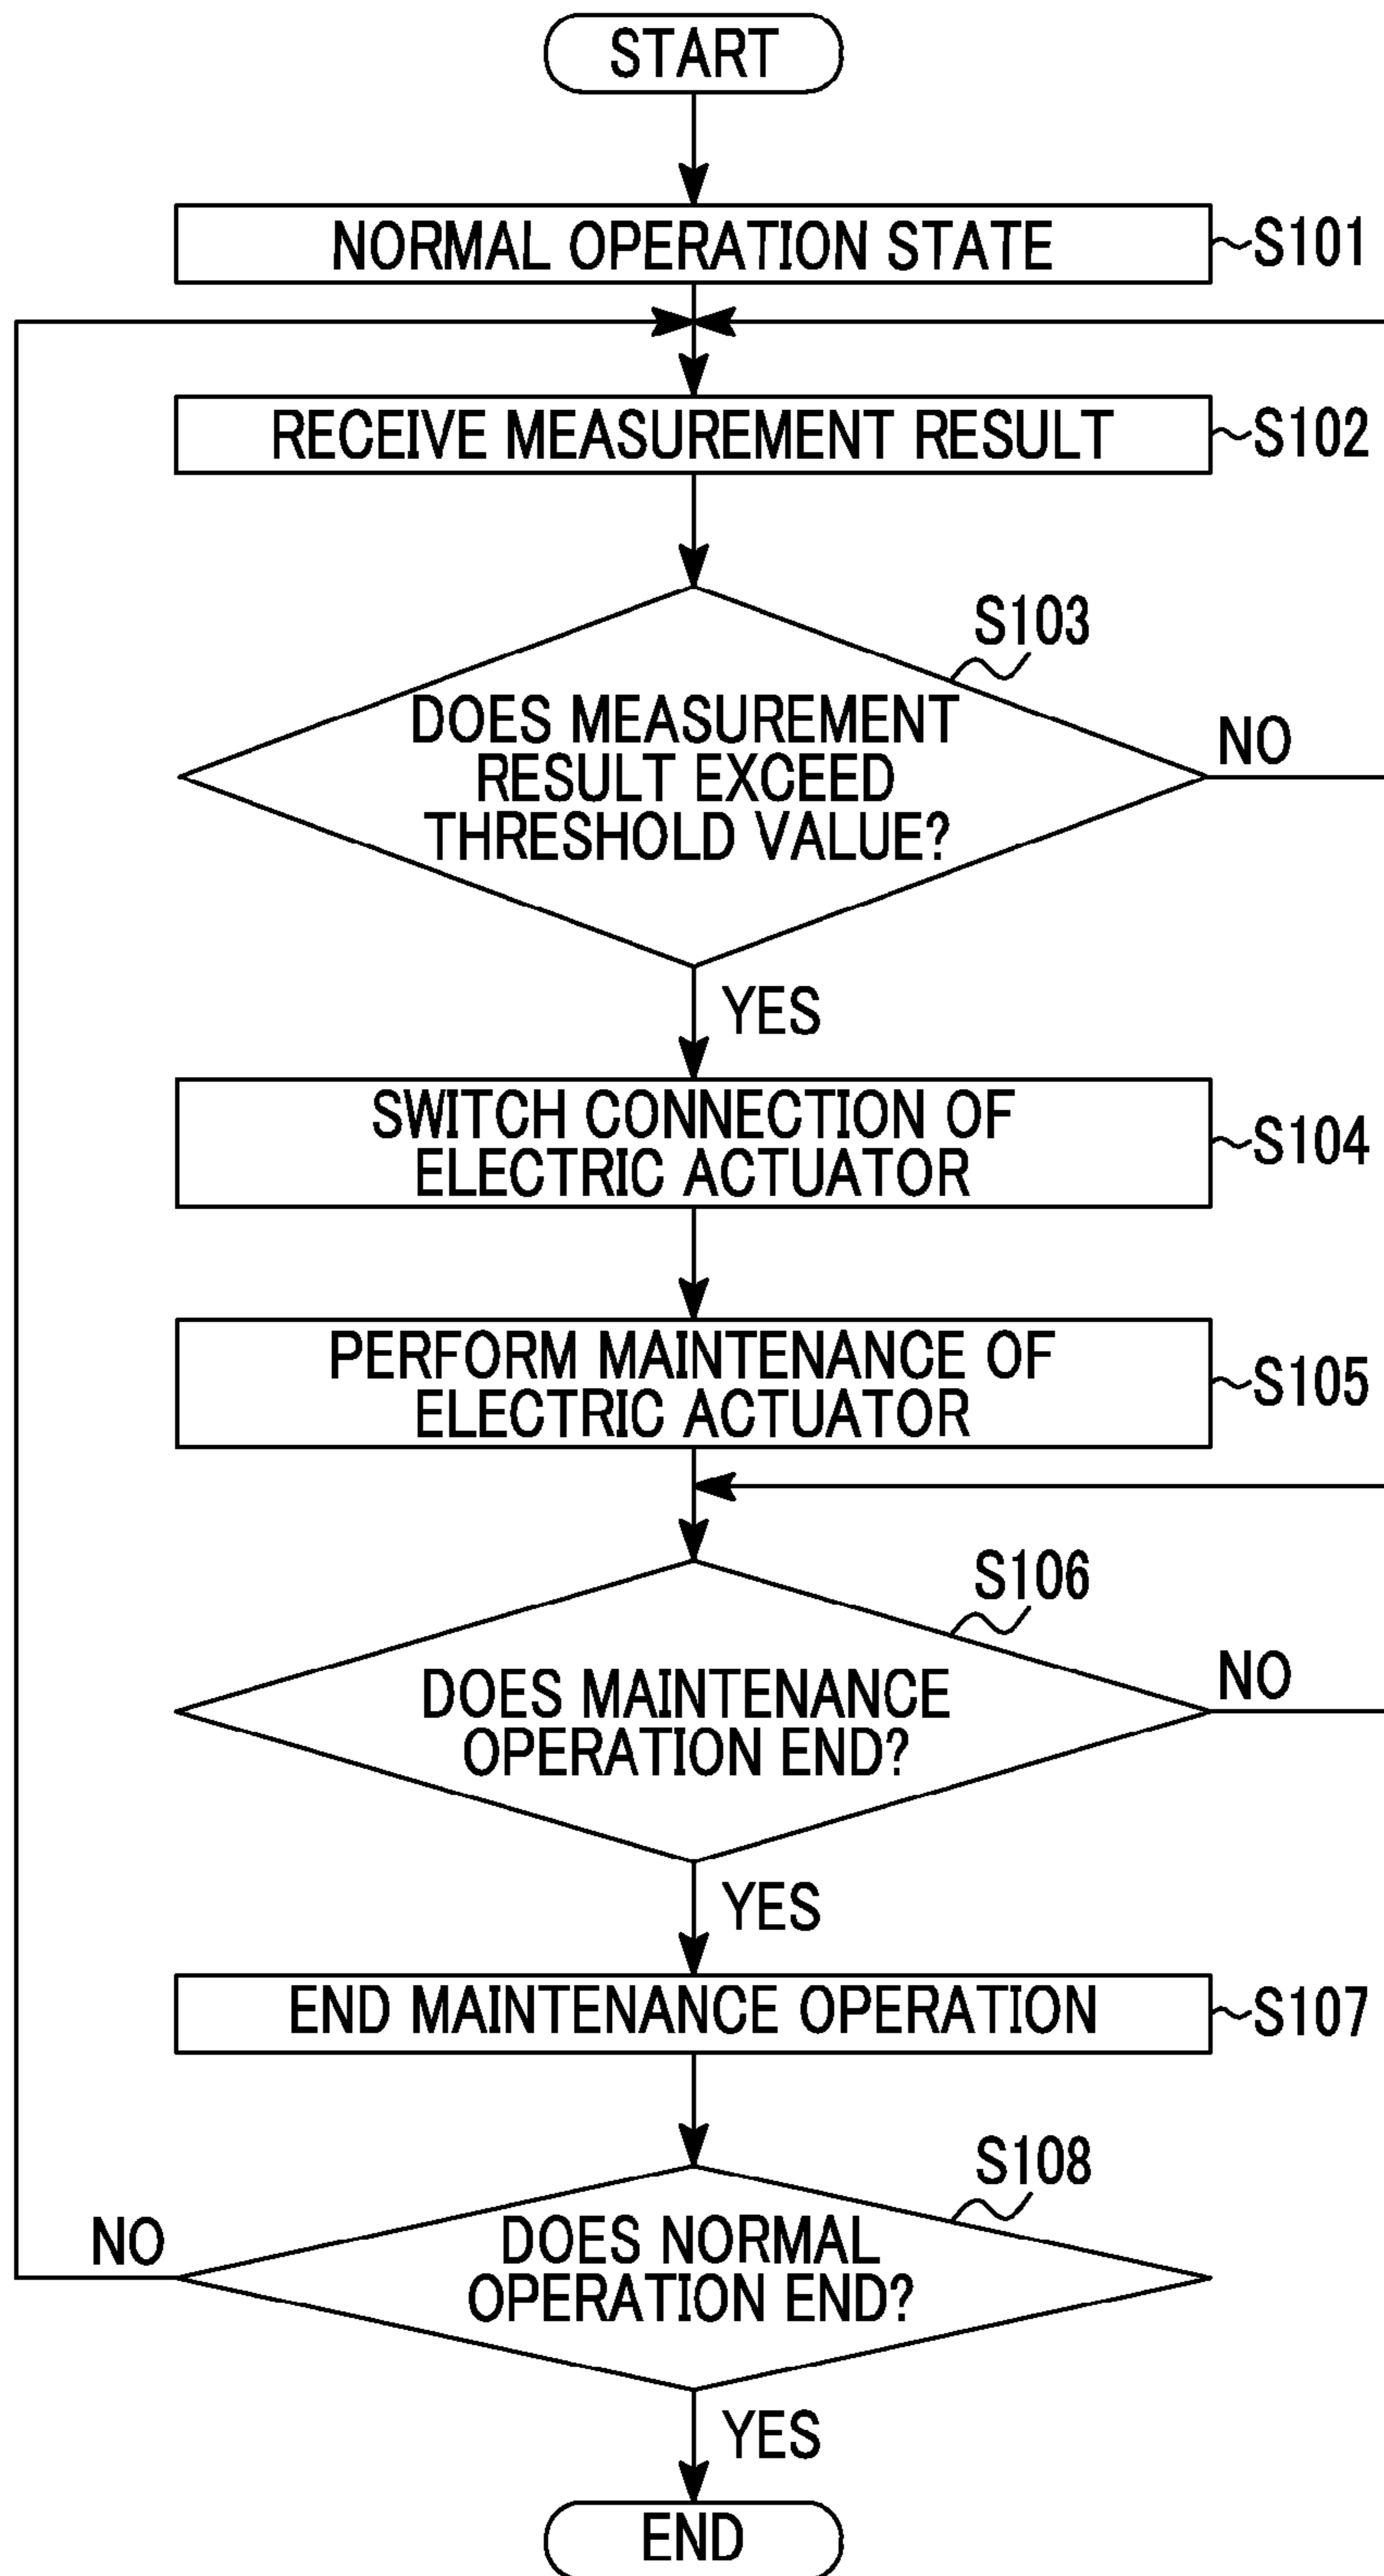 START
NORMAL OPERATION STATE
S101
RECEIVE MEASUREMENT RESULT
S102
S103
DOES MEASUREMENT
RESULT EXCEED
THRESHOLD VALUE?
NO
YES
SWITCH CONNECTION OF
ELECTRIC ACTUATOR
S104
PERFORM MAINTENANCE OF
ELECTRIC ACTUATOR
S105
S106
DOES MAINTENANCE
OPERATION END?
NO
YES
END MAINTENANCE OPERATION
S107
S108
DOES NORMAL
OPERATION END?
NO
YES
END